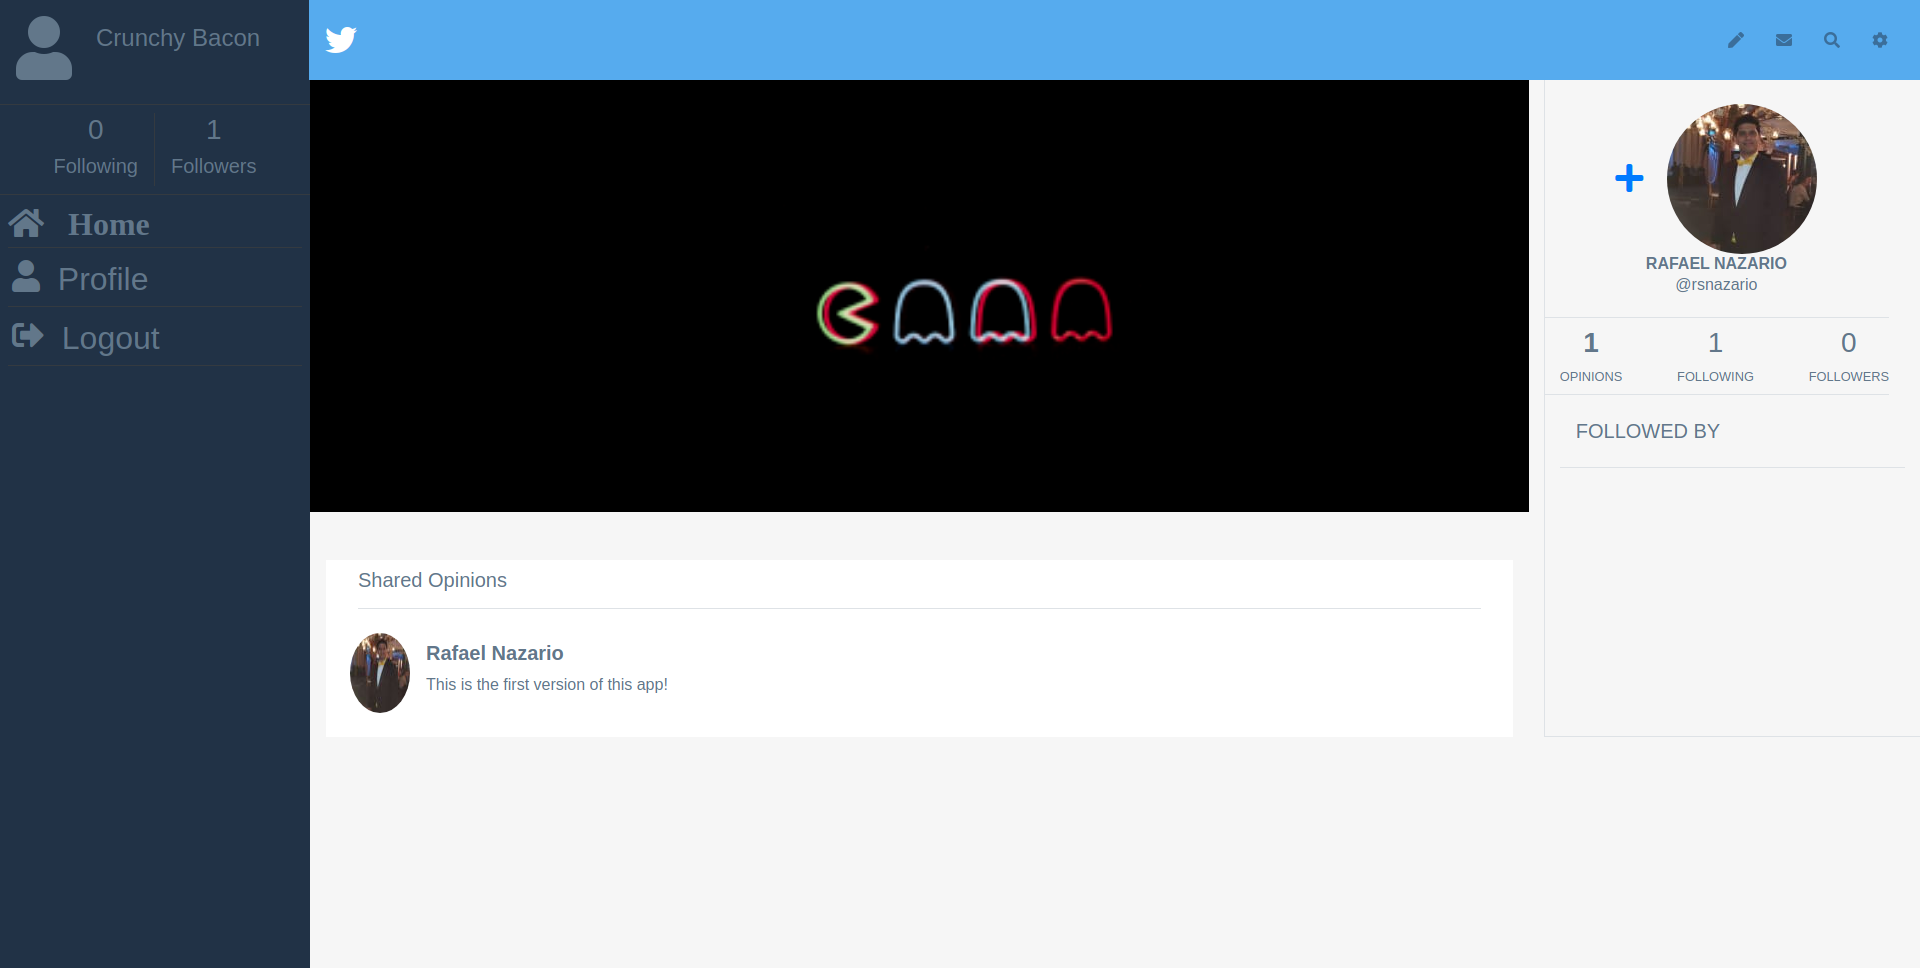 Crunchy Bacon
0 1
Following Followers
Home
Profile
Logout
RAFAEL NAZARIO
@rsnazario
1 1 0
OPINIONS FOLLOWING FOLLOWERS
FOLLOWED BY
Shared Opinions
Rafael Nazario
This is the first version of this app!